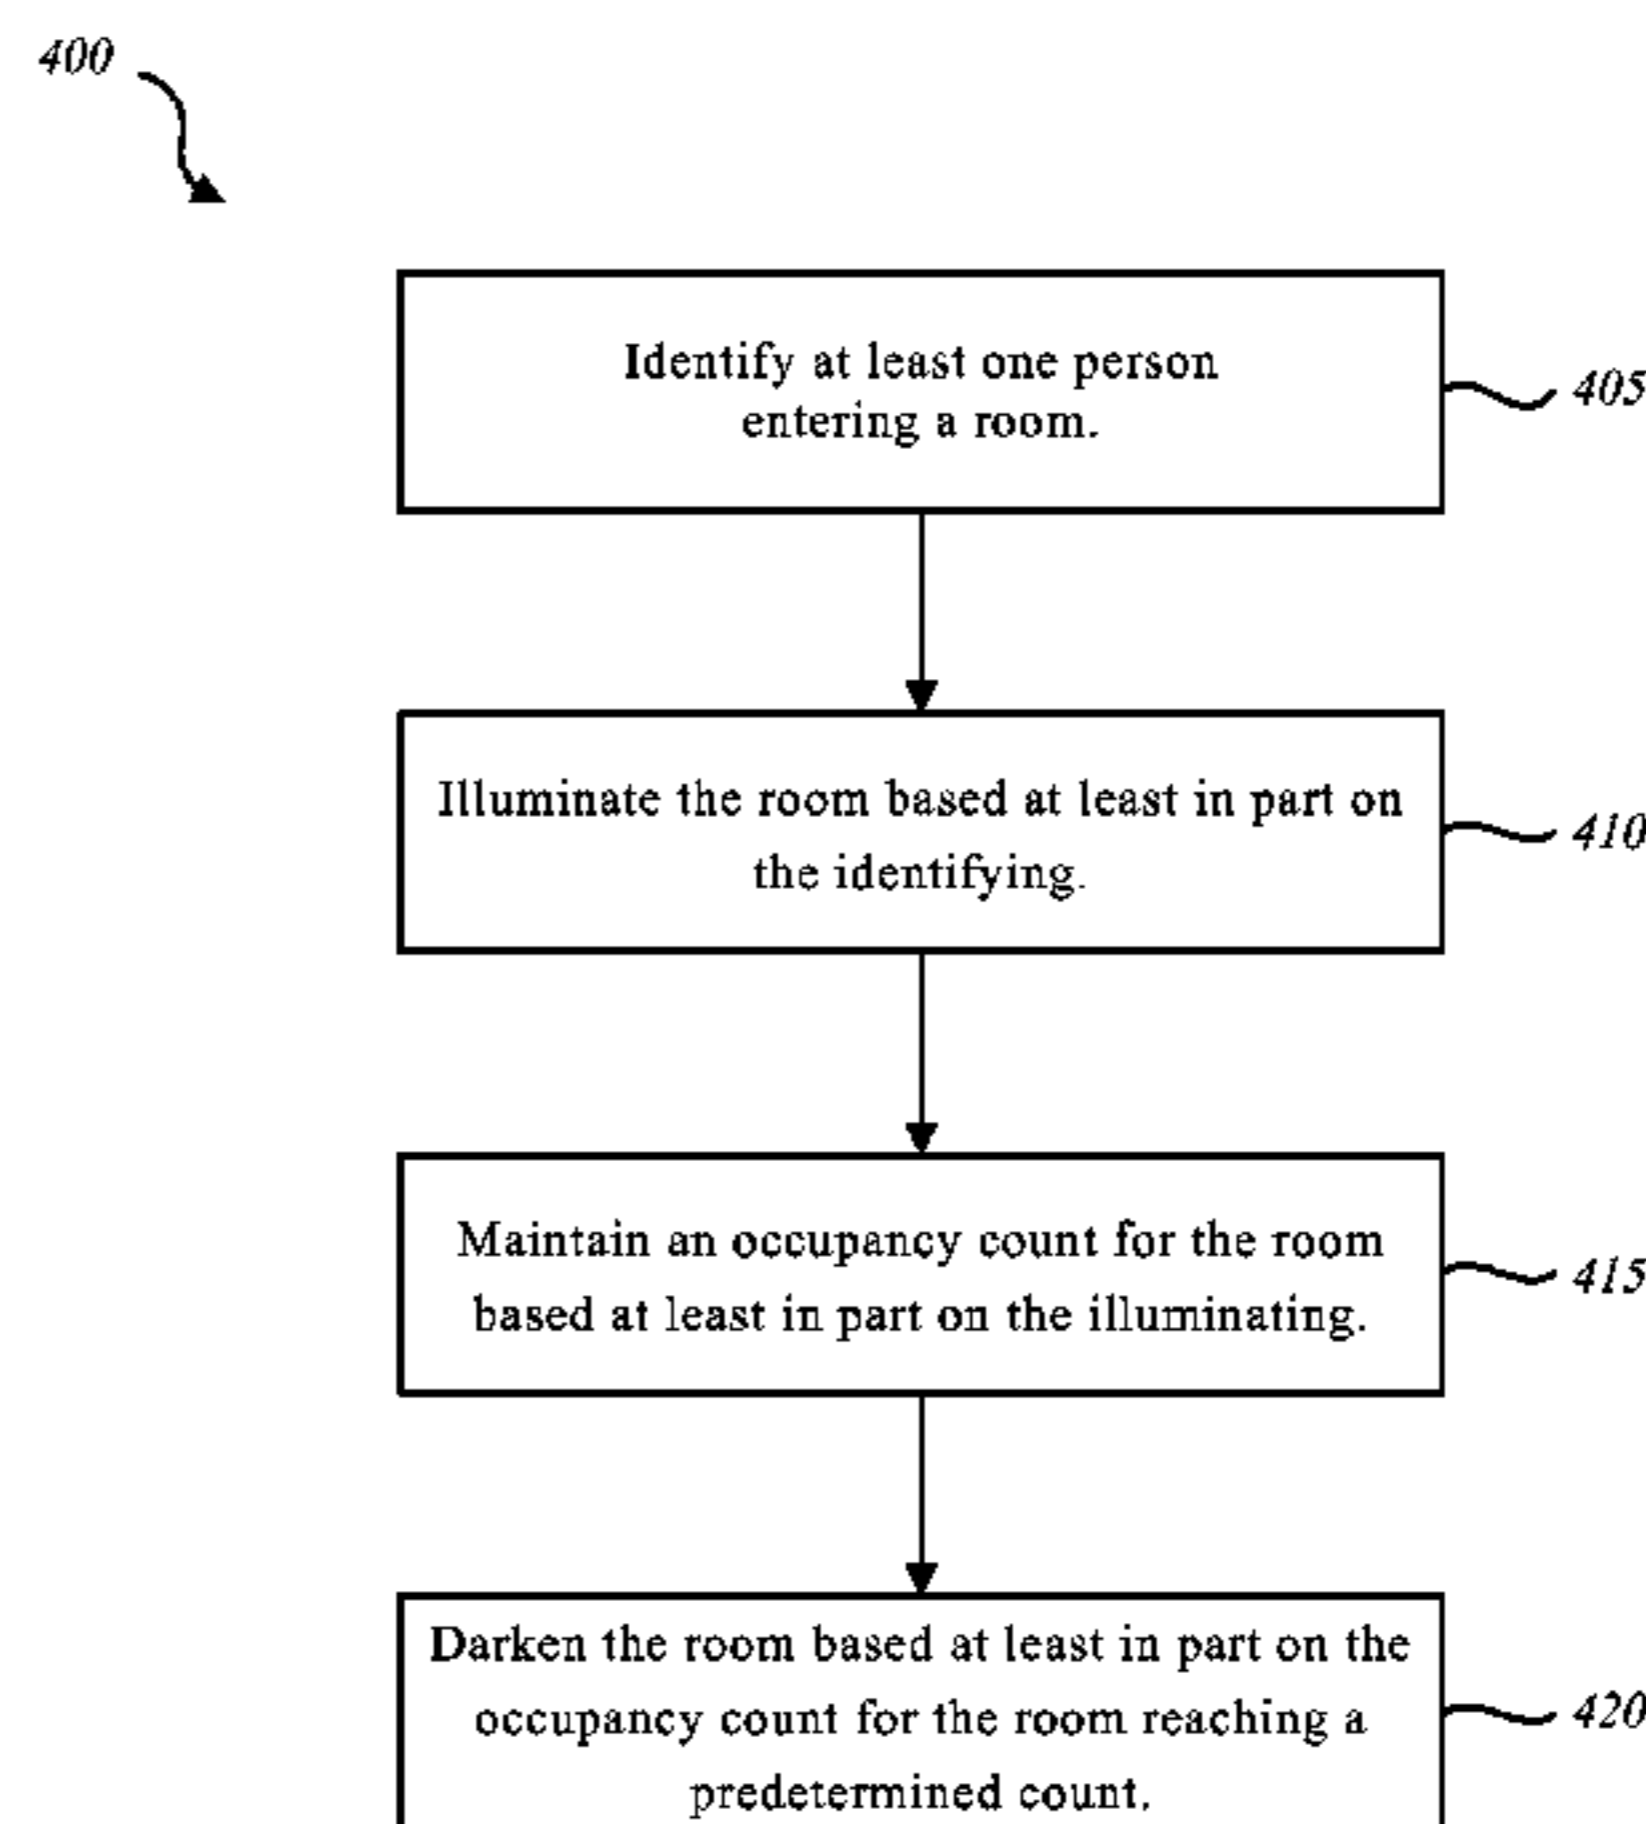 400
Identify at least one person
entering a room.
405
Illuminate the room based at least in part on
the identifying.
410
Maintain an occupancy count for the room
based at least in part on the illuminating.
415
Darken the room based at least in part on the
occupancy count for the room reaching a
predetermined count.
420